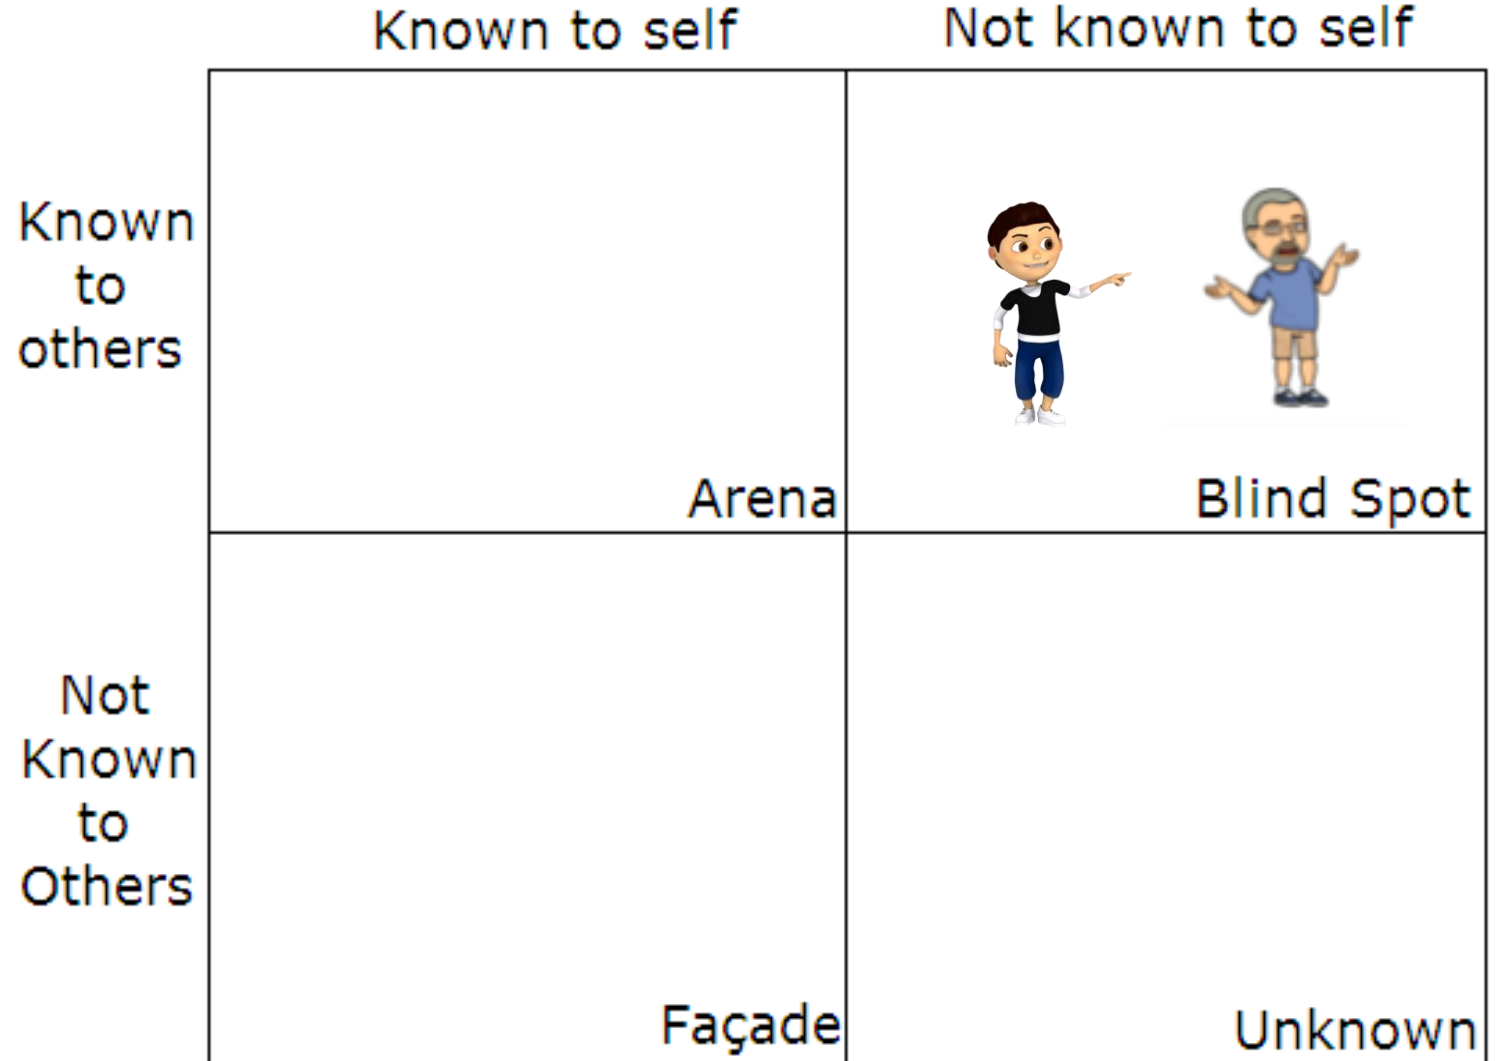 Known to self
Not known to self
Known
to
others
Arena
Blind Spot
Not
Known
to
Others
Façade
Unknown